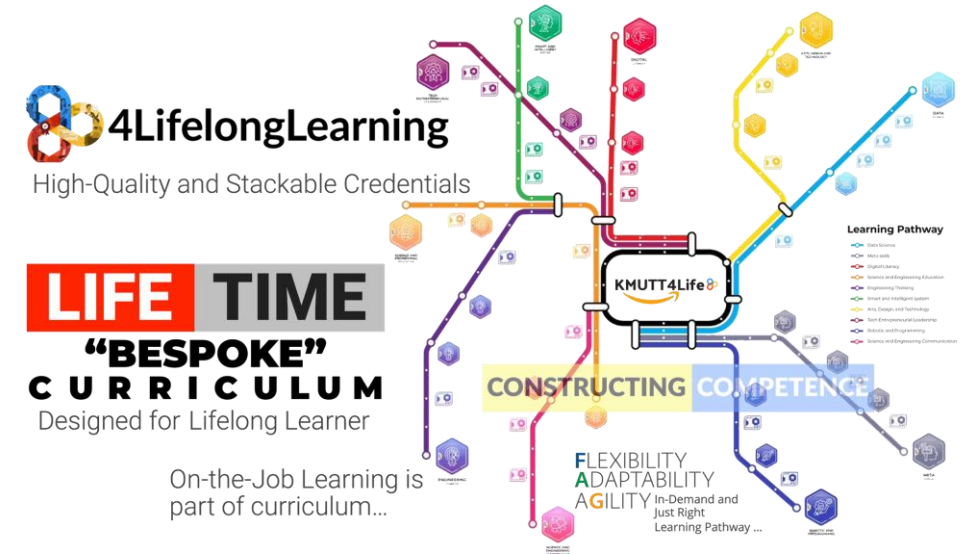 4LifelongLearning
High-Quality and Stackable Credentials
LIFE TIME
“BESPOKE”
CURRICULUM
Designed for Lifelong Learner
On-the-Job Learning is
part of curriculum...
KMUTT4Life
CONSTRUCTING COMPETENCE
FLEXIBILITY
ADAPTABILITY
AGILITY
In-Demand and
Just Right
Learning Pathway ...
Learning Pathway
Data Science
Meta skills
Digital Literacy
Science and Engineering Education
Engineering Thinking
Smart and Intelligent system
Arts, Design, and Technology
Tech Entrepreneurial Leadership
Robotic and Programming
Science and Engineering Communication
DIGITAL
DATA
META
ENGINEERING